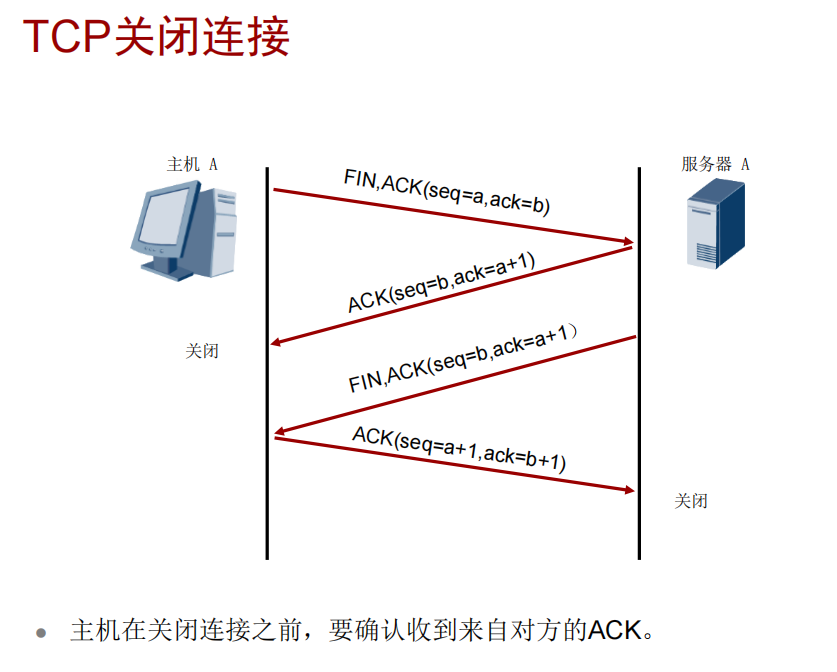 TCP关闭连接
主机 A
服务器 A
FIN,ACK(seq=a,ack=b)
ACK(seq=b,ack=a+1)
关闭
FIN,ACK(seq=b,ack=a+1）
ACK(seq=a+1,ack=b+1)
关闭
● 主机在关闭连接之前，要确认收到来自对方的ACK。